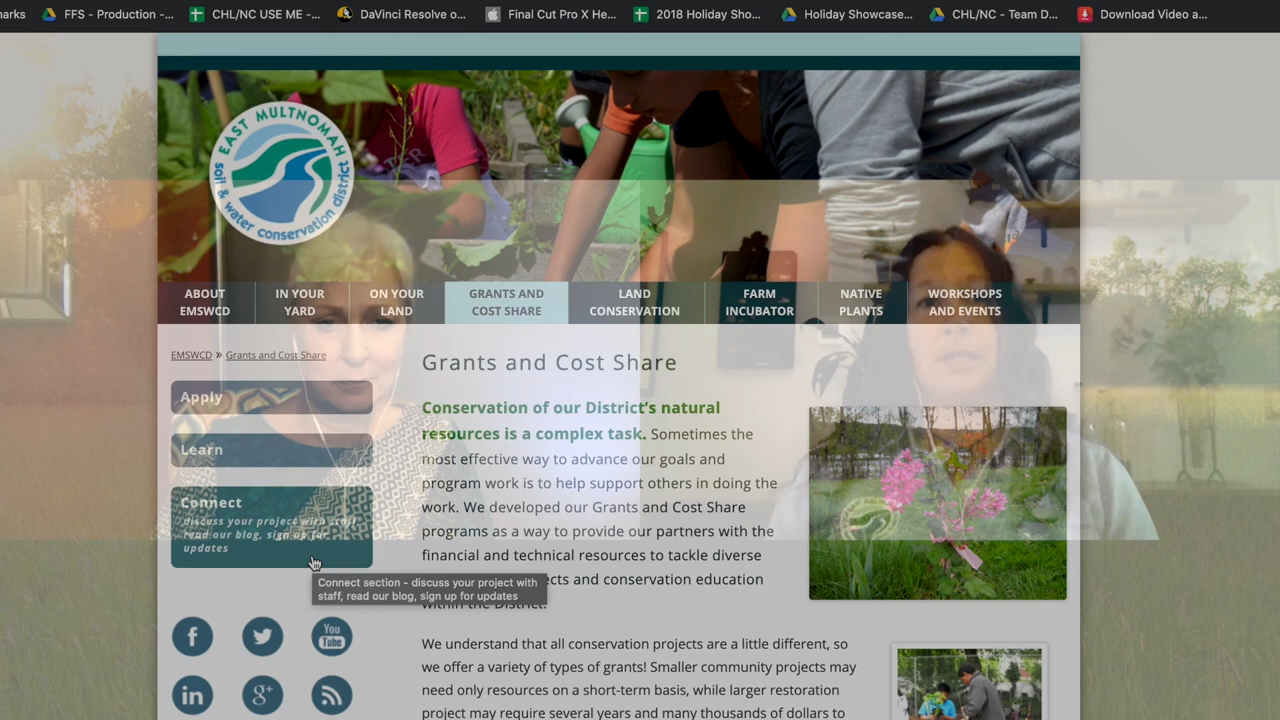 arks
FFS - Production -...
CHL/NC USE ME -...
DaVinci Resolve o...
Final Cut Pro X He...
2018 Holiday Sho...
Holiday Showcase...
CHL/NC - Team D...
Download Video a...
EAST MULTNOMAH
soil & water conservation district
ABOUT
EMSWCD
IN YOUR
YARD
ON YOUR
LAND
GRANTS AND
COST SHARE
LAND
CONSERVATION
FARM
INCUBATOR
NATIVE
PLANTS
WORKSHOPS
AND EVENTS
EMSWCD » Grants and Cost Share
Apply
Learn
Connect
discuss your project with staff,
read our blog, sign up for
updates
Connect section - discuss your project with
staff, read our blog, sign up for updates
f
You
Tube
in
g+
Grants and Cost Share
Conservation of our District's natural
resources is a complex task. Sometimes the
most effective way to advance our goals and
program work is to help support others in doing the
work. We developed our Grants and Cost Share
programs as a way to provide our partners with the
financial and technical resources to tackle diverse
ects and conservation education
within the District.
We understand that all conservation projects are a little different, so
we offer a variety of types of grants! Smaller community projects may
need only resources on a short-term basis, while larger restoration
project may require several years and many thousands of dollars to